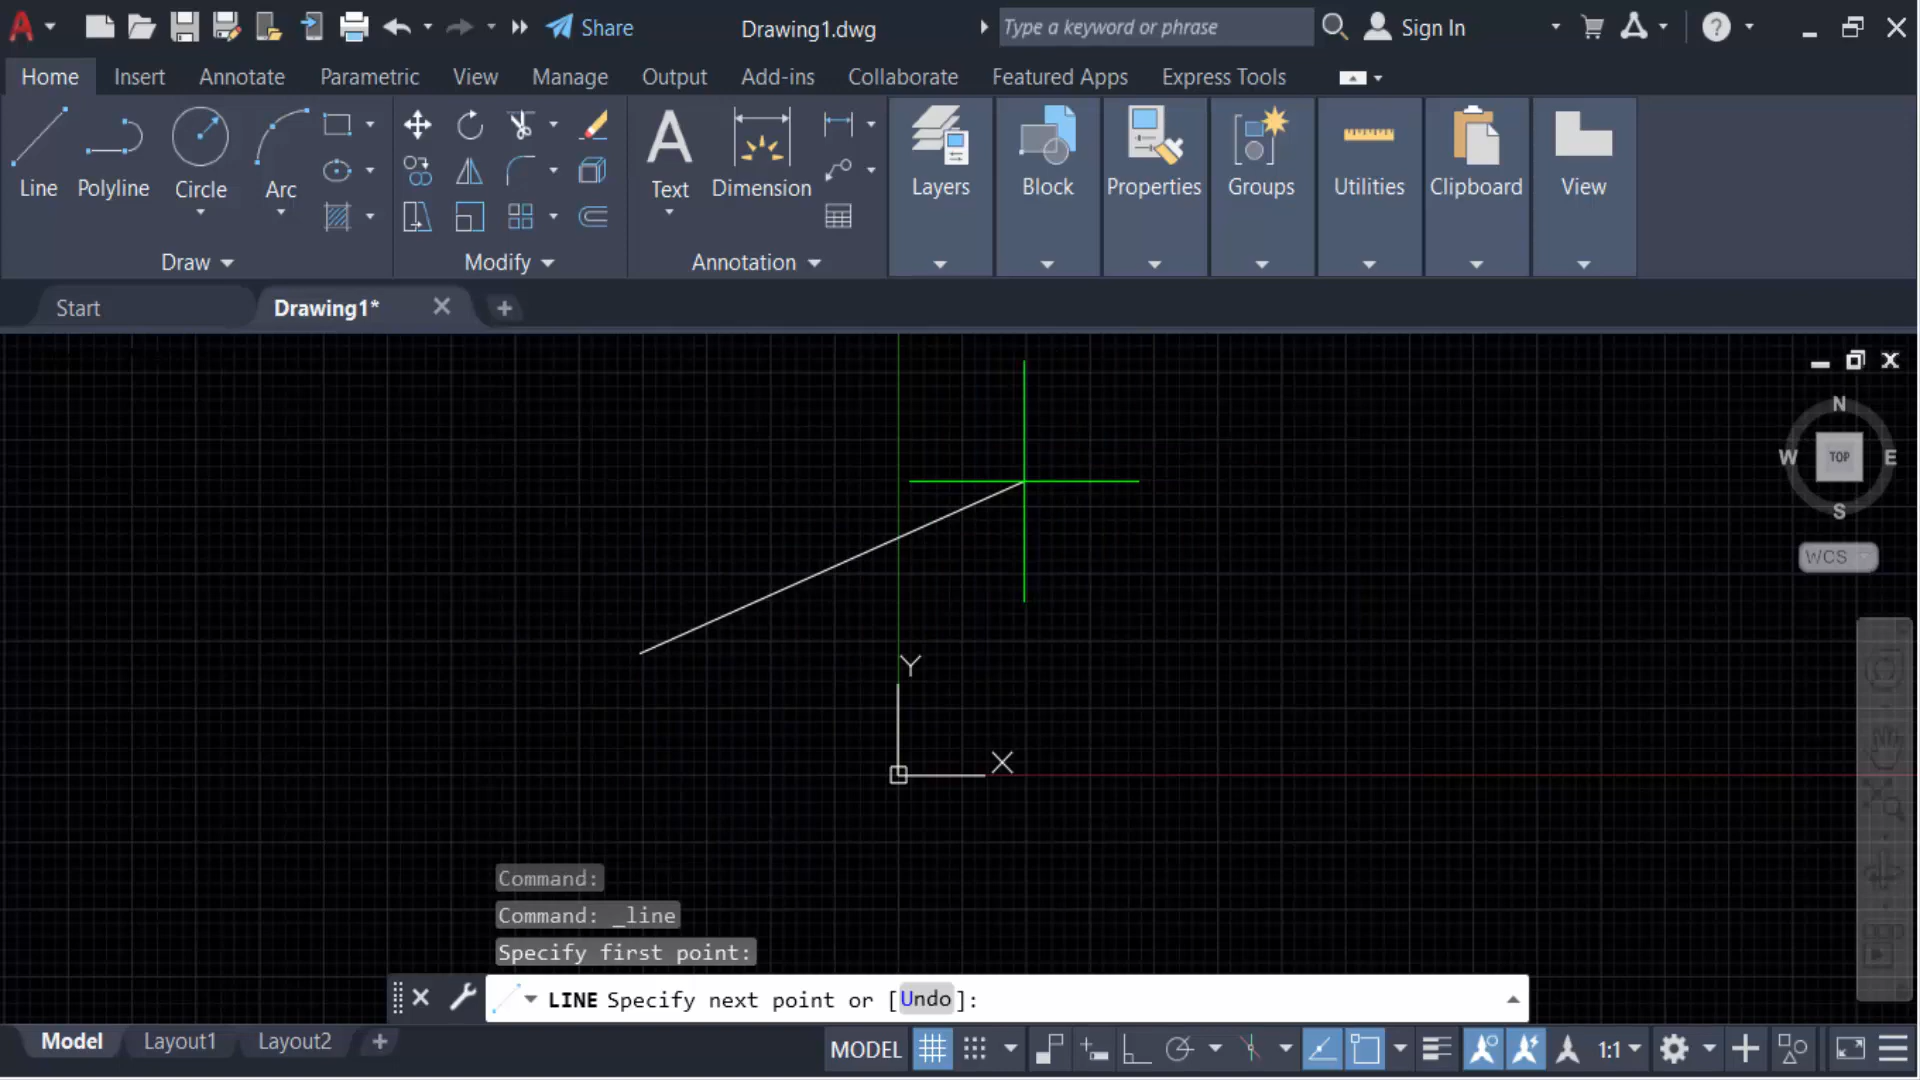 A
Share
Drawing1.dwg
Type a keyword or phrase
Sign In
?
Home
Insert
Annotate
Parametric
View
Manage
Output
Add-ins
Collaborate
Featured Apps
Express Tools
Line
Polyline
Circle
Arc
A
Text
Dimension
Layers
Block
Properties
Groups
Utilities
Clipboard
View
Draw
Modify
Annotation
Start
Drawing1*
N
W
TOP
E
S
WCS
Y
X
Command:
Command: _line
Specify first point:
LINE Specify next point or [Undo]:
Model
Layout1
Layout2
MODEL
1:1